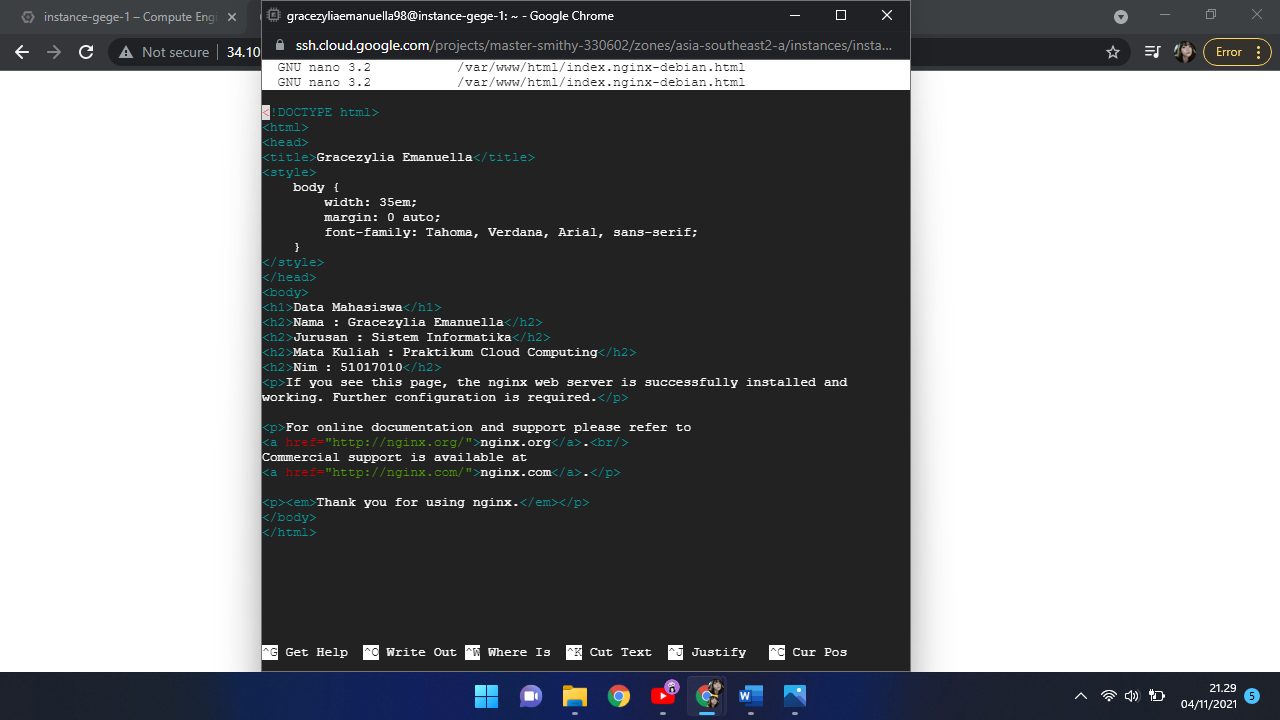 instance-gege-1 – Compute Eng
gracezyliaemanuella98@instance-gege-1: ~ - Google Chrome
Not secure
34.10
ssh.cloud.google.com/projects/master-smithy-330602/zones/asia-southeast2-a/instances/insta...
Error
GNU nano 3.2 /var/www/html/index.nginx-debian.html
GNU nano 3.2 /var/www/html/index.nginx-debian.html
<!DOCTYPE html>
<html>
<head>
<title>Gracezylia Emanuella</title>
<style>
body {
width: 35em;
margin: 0 auto;
font-family: Tahoma, Verdana, Arial, sans-serif;
}
</style>
</head>
<body>
<h1>Data Mahasiswa</h1>
<h2>Nama : Gracezylia Emanuella</h2>
<h2>Jurusan : Sistem Informatika</h2>
<h2>Mata Kuliah : Praktikum Cloud Computing</h2>
<h2>Nim : 51017010</h2>
<p>If you see this page, the nginx web server is successfully installed and
working. Further configuration is required.</p>
<p>For online documentation and support please refer to
<a href="http://nginx.org/">nginx.org</a>.<br/>
Commercial support is available at
<a href="http://nginx.com/">nginx.com</a>.</p>
<p><em>Thank you for using nginx.</em></p>
</body>
</html>
^G Get Help ^O Write Out ^W Where Is ^K Cut Text ^J Justify ^C Cur Pos
21.29
04/11/2021
5